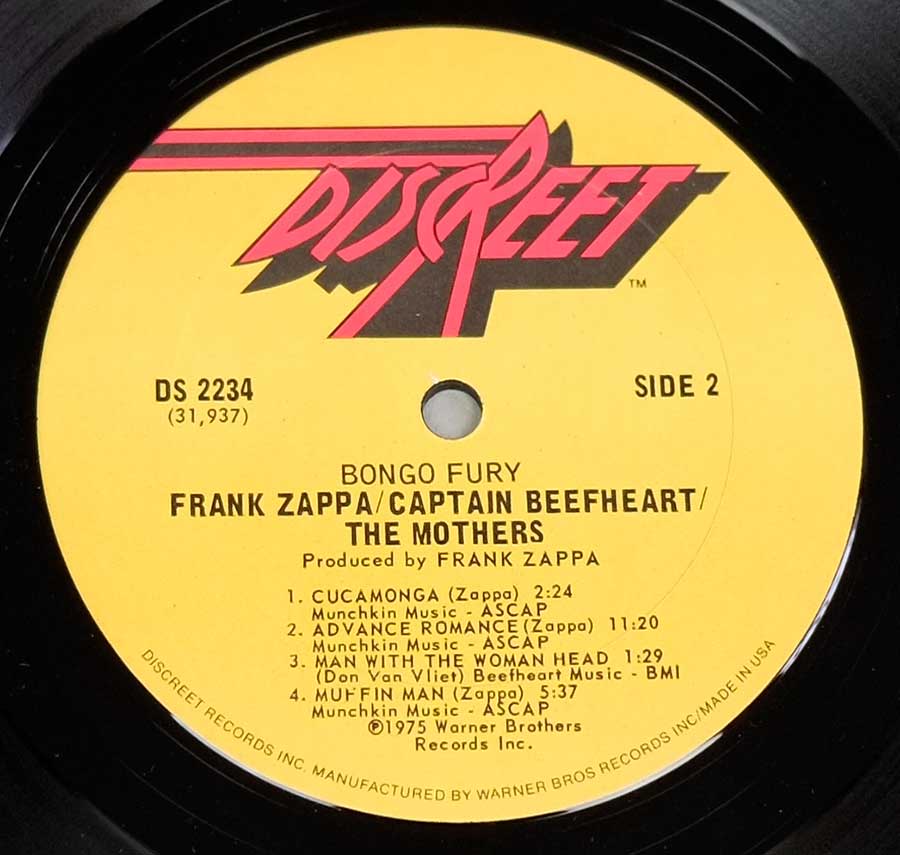 DISCREET
TM
DS 2234
(31,937)
SIDE 2
BONGO FURY
FRANK ZAPPA/CAPTAIN BEEFHEART/
THE MOTHERS
Produced by FRANK ZAPPA
1. CUCAMONGA (Zappa) 2:24
Munchkin Music - ASCAP
2. ADVANCE ROMANCE (Zappa) 11:20
Munchkin Music - ASCAP
3. MAN WITH THE WOMAN HEAD 1:29
(Don Van Vliet) Beefheart Music - BMI
4. MUFFIN MAN (Zappa) 5:37
Munchkin Music - ASCAP
℗1975 Warner Brothers
Records Inc.
DISCREET RECORDS INC. MANUFACTURED BY WARNER BROS RECORDS INC/MADE IN USA